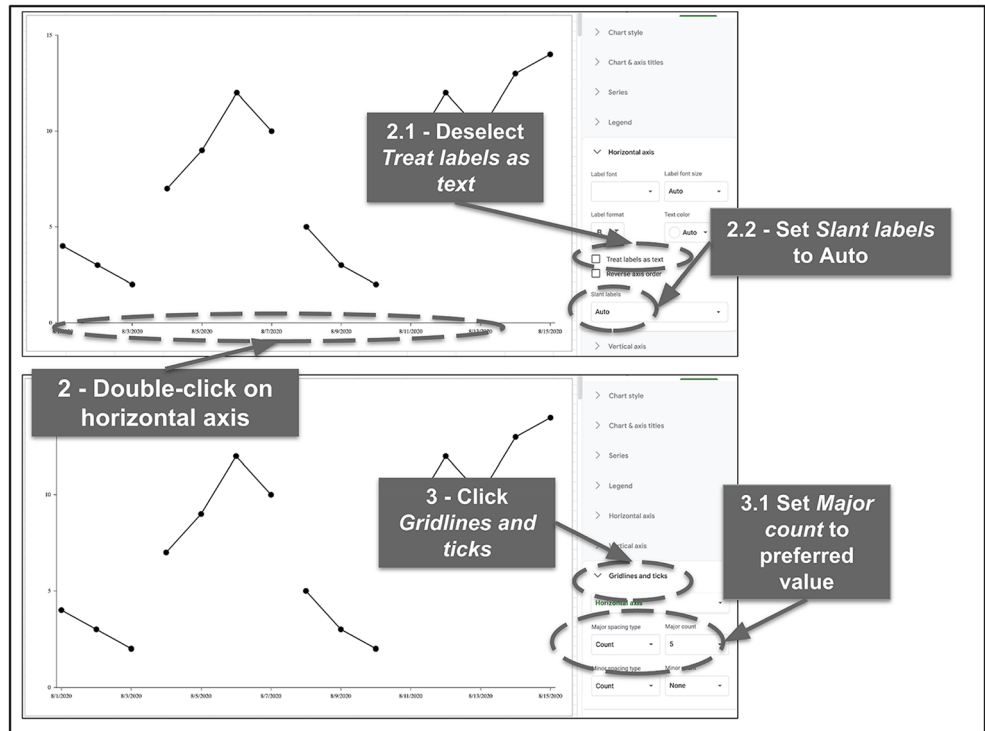 15
10
5
0
8/3/2020
8/5/2020
8/7/2020
8/9/2020
8/11/2020
8/13/2020
8/15/2020
Chart style
Chart & axis titles
Series
Legend
Horizontal axis
Label font
Label font size
Auto
Label format
Text color
B
Auto
Treat labels as text
Reverse axis order
Slant labels
Auto
Vertical axis
2.1 - Deselect
Treat labels as
text
2.2 - Set Slant labels
to Auto
2 - Double-click on
horizontal axis
10
5
0
8/1/2020
8/3/2020
8/5/2020
8/7/2020
8/9/2020
8/11/2020
8/13/2020
8/15/2020
Chart style
Chart & axis titles
Series
Legend
Horizontal axis
Vertical axis
Gridlines and ticks
Horizontal axis
Major spacing type
Major count
Count
5
Minor spacing type
Minor count
Count
None
3 - Click
Gridlines and
ticks
3.1 Set Major
count to
preferred
value